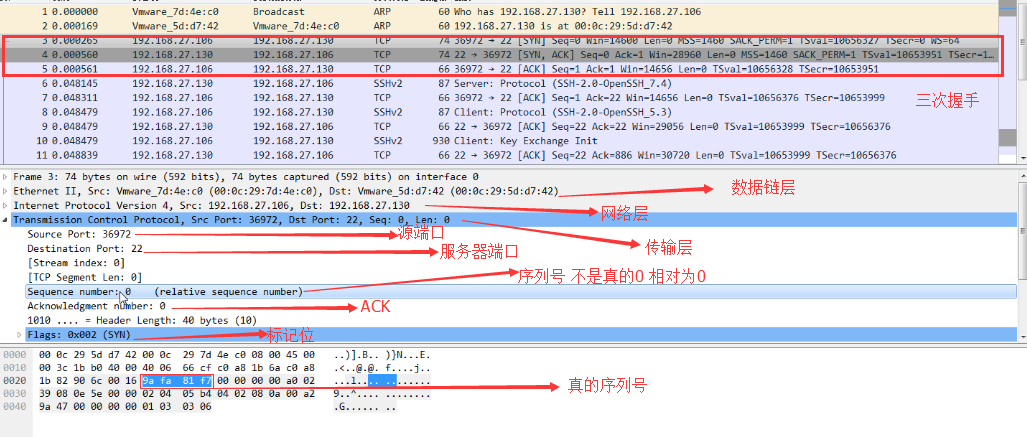 1 0.000000 Vmware_7d:4e:c0 Broadcast ARP 60 Who has 192.168.27.130? Tell 192.168.27.106
2 0.000169 Vmware_5d:d7:42 Vmware_7d:4e:c0 ARP 60 192.168.27.130 is at 00:0c:29:5d:d7:42
3 0.000265 192.168.27.106 192.168.27.130 TCP 74 36972 → 22 [SYN] Seq=0 Win=14600 Len=0 MSS=1460 SACK_PERM=1 TSval=10656327 TSecr=0 WS=64
4 0.000560 192.168.27.130 192.168.27.106 TCP 74 22 → 36972 [SYN, ACK] Seq=0 Ack=1 Win=28960 Len=0 MSS=1460 SACK_PERM=1 TSval=10653951 TSecr=1…
5 0.000561 192.168.27.106 192.168.27.130 TCP 66 36972 → 22 [ACK] Seq=1 Ack=1 Win=14656 Len=0 TSval=10656328 TSecr=10653951
6 0.048145 192.168.27.130 192.168.27.106 SSHv2 87 Server: Protocol (SSH-2.0-OpenSSH_7.4)
三次握手
7 0.048311 192.168.27.106 192.168.27.130 TCP 66 36972 → 22 [ACK] Seq=1 Ack=22 Win=14656 Len=0 TSval=10656376 TSecr=10653999
8 0.048479 192.168.27.106 192.168.27.130 SSHv2 87 Client: Protocol (SSH-2.0-OpenSSH_5.3)
9 0.048479 192.168.27.130 192.168.27.106 TCP 66 22 → 36972 [ACK] Seq=22 Ack=22 Win=29056 Len=0 TSval=10653999 TSecr=10656376
10 0.048479 192.168.27.106 192.168.27.130 SSHv2 930 Client: Key Exchange Init
11 0.048839 192.168.27.130 192.168.27.106 TCP 66 22 → 36972 [ACK] Seq=22 Ack=886 Win=30720 Len=0 TSval=10653999 TSecr=10656376
Frame 3: 74 bytes on wire (592 bits), 74 bytes captured (592 bits) on interface 0
Ethernet II, Src: Vmware_7d:4e:c0 (00:0c:29:7d:4e:c0), Dst: Vmware_5d:d7:42 (00:0c:29:5d:d7:42) 数据链层
Internet Protocol Version 4, Src: 192.168.27.106, Dst: 192.168.27.130 网络层
Transmission Control Protocol, Src Port: 36972, Dst Port: 22, Seq: 0, Len: 0
Source Port: 36972 源端口
传输层
Destination Port: 22 服务器端口
[Stream index: 0]
[TCP Segment Len: 0] 序列号 不是真的0 相对为0
Sequence number: 0 (relative sequence number)
Acknowledgment number: 0 ACK
1010 .... = Header Length: 40 bytes (10)
Flags: 0x002 (SYN) 标记位
0000 00 0c 29 5d d7 42 00 0c 29 7d 4e c0 08 00 45 00 ..)].B.. )}N...E.
0010 00 3c 1b b0 40 00 40 06 66 cf c0 a8 1b 6a c0 a8 .<..@.@. f....j..
0020 1b 82 90 6c 00 16 9a fa 81 f7 00 00 00 00 a0 02 ...l.... ........
真的序列号
0030 39 08 0e 5e 00 00 02 04 05 b4 04 02 08 0a 00 a2 9..^.... ........
0040 9a 47 00 00 00 00 01 03 03 06 .G...... ..